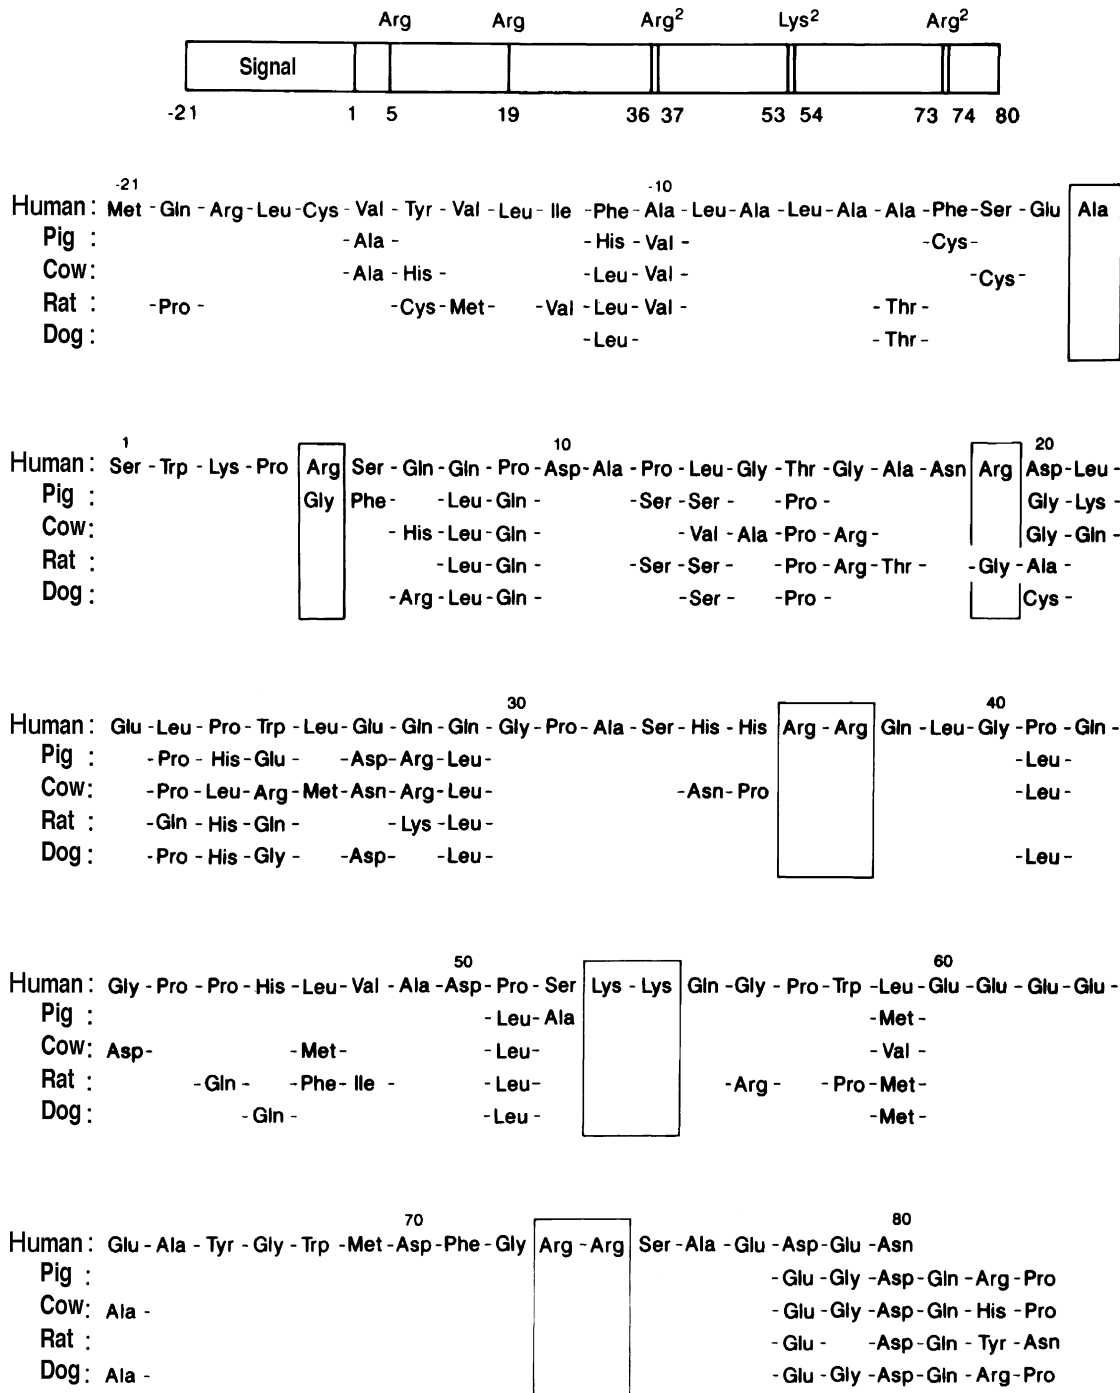 Arg Arg Arg² Lys² Arg²
Signal
-21 1 5 19 36 37 53 54 73 74 80
-21 -10
Human: Met -Gln -Arg -Leu -Cys -Val -Tyr -Val -Leu -Ile -Phe -Ala -Leu -Ala -Leu -Ala -Ala -Phe -Ser -Glu Ala
Pig : -Ala - -His -Val - -Cys-
Cow: -Ala -His - -Leu -Val - -Cys-
Rat : -Pro - -Cys -Met - -Val -Leu -Val - -Thr -
Dog : -Leu - -Thr -
1 10 20
Human: Ser -Trp -Lys -Pro Arg Ser -Gln -Gln -Pro -Asp -Ala -Pro -Leu -Gly -Thr -Gly -Ala -Asn Arg Asp -Leu -
Pig : Gly Phe - -Leu -Gln - -Ser -Ser - -Pro - Gly -Lys -
Cow: -His -Leu -Gln - -Val -Ala -Pro -Arg - Gly -Gln -
Rat : -Leu -Gln - -Ser -Ser - -Pro -Arg -Thr - -Gly -Ala -
Dog : -Arg -Leu -Gln - -Ser - -Pro - Cys -
30 40
Human: Glu -Leu -Pro -Trp -Leu -Glu -Gln -Gln -Gly -Pro -Ala -Ser -His -His Arg -Arg Gln -Leu -Gly -Pro -Gln -
Pig : -Pro -His -Glu - -Asp -Arg -Leu - -Leu -
Cow: -Pro -Leu -Arg -Met -Asn -Arg -Leu - -Asn -Pro -Leu -
Rat : -Gln -His -Gln - -Lys -Leu -
Dog : -Pro -His -Gly - -Asp - -Leu - -Leu -
50 60
Human: Gly -Pro -Pro -His -Leu -Val -Ala -Asp -Pro -Ser Lys -Lys Gln -Gly -Pro -Trp -Leu -Glu -Glu -Glu -Glu -
Pig : -Leu -Ala -Met -
Cow: Asp - -Met - -Leu - -Val -
Rat : -Gln - -Phe -Ile - -Leu - -Arg - -Pro -Met -
Dog : -Gln - -Leu - -Met -
70 80
Human: Glu -Ala -Tyr -Gly -Trp -Met -Asp -Phe -Gly Arg -Arg Ser -Ala -Glu -Asp -Glu -Asn
Pig : -Glu -Gly -Asp -Gln -Arg -Pro
Cow: Ala - -Glu -Gly -Asp -Gln -His -Pro
Rat : -Glu - -Asp -Gln -Tyr -Asn
Dog : Ala - -Glu -Gly -Asp -Gln -Arg -Pro